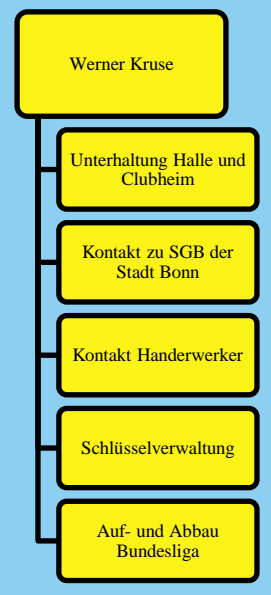 Werner Kruse
Unterhaltung Halle und
Clubheim
Kontakt zu SGB der
Stadt Bonn
Kontakt Handerwerker
Schlüsselverwaltung
Auf- und Abbau
Bundesliga